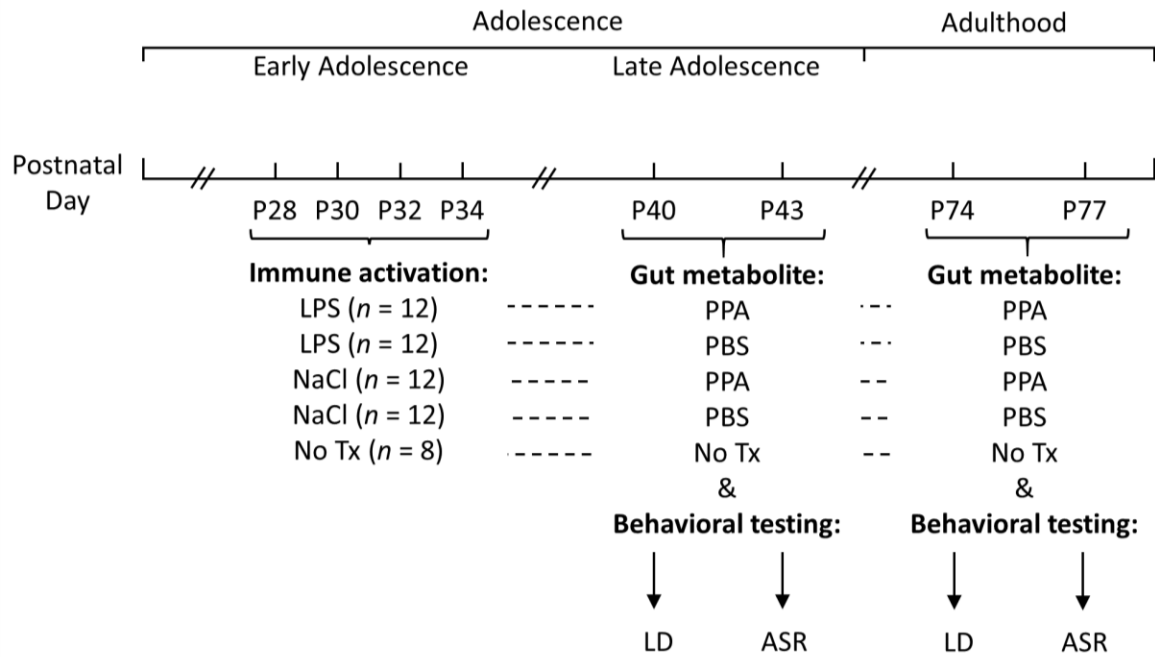 Adolescence Adulthood
Early Adolescence Late Adolescence
Postnatal
Day
P28 P30 P32 P34 P40 P43 P74 P77
Immune activation: Gut metabolite: Gut metabolite:
LPS (n = 12) PPA PPA
LPS (n = 12) PBS PBS
NaCl (n = 12) PPA PPA
NaCl (n = 12) PBS PBS
No Tx (n = 8) No Tx No Tx
& &
Behavioral testing: Behavioral testing:
LD ASR LD ASR